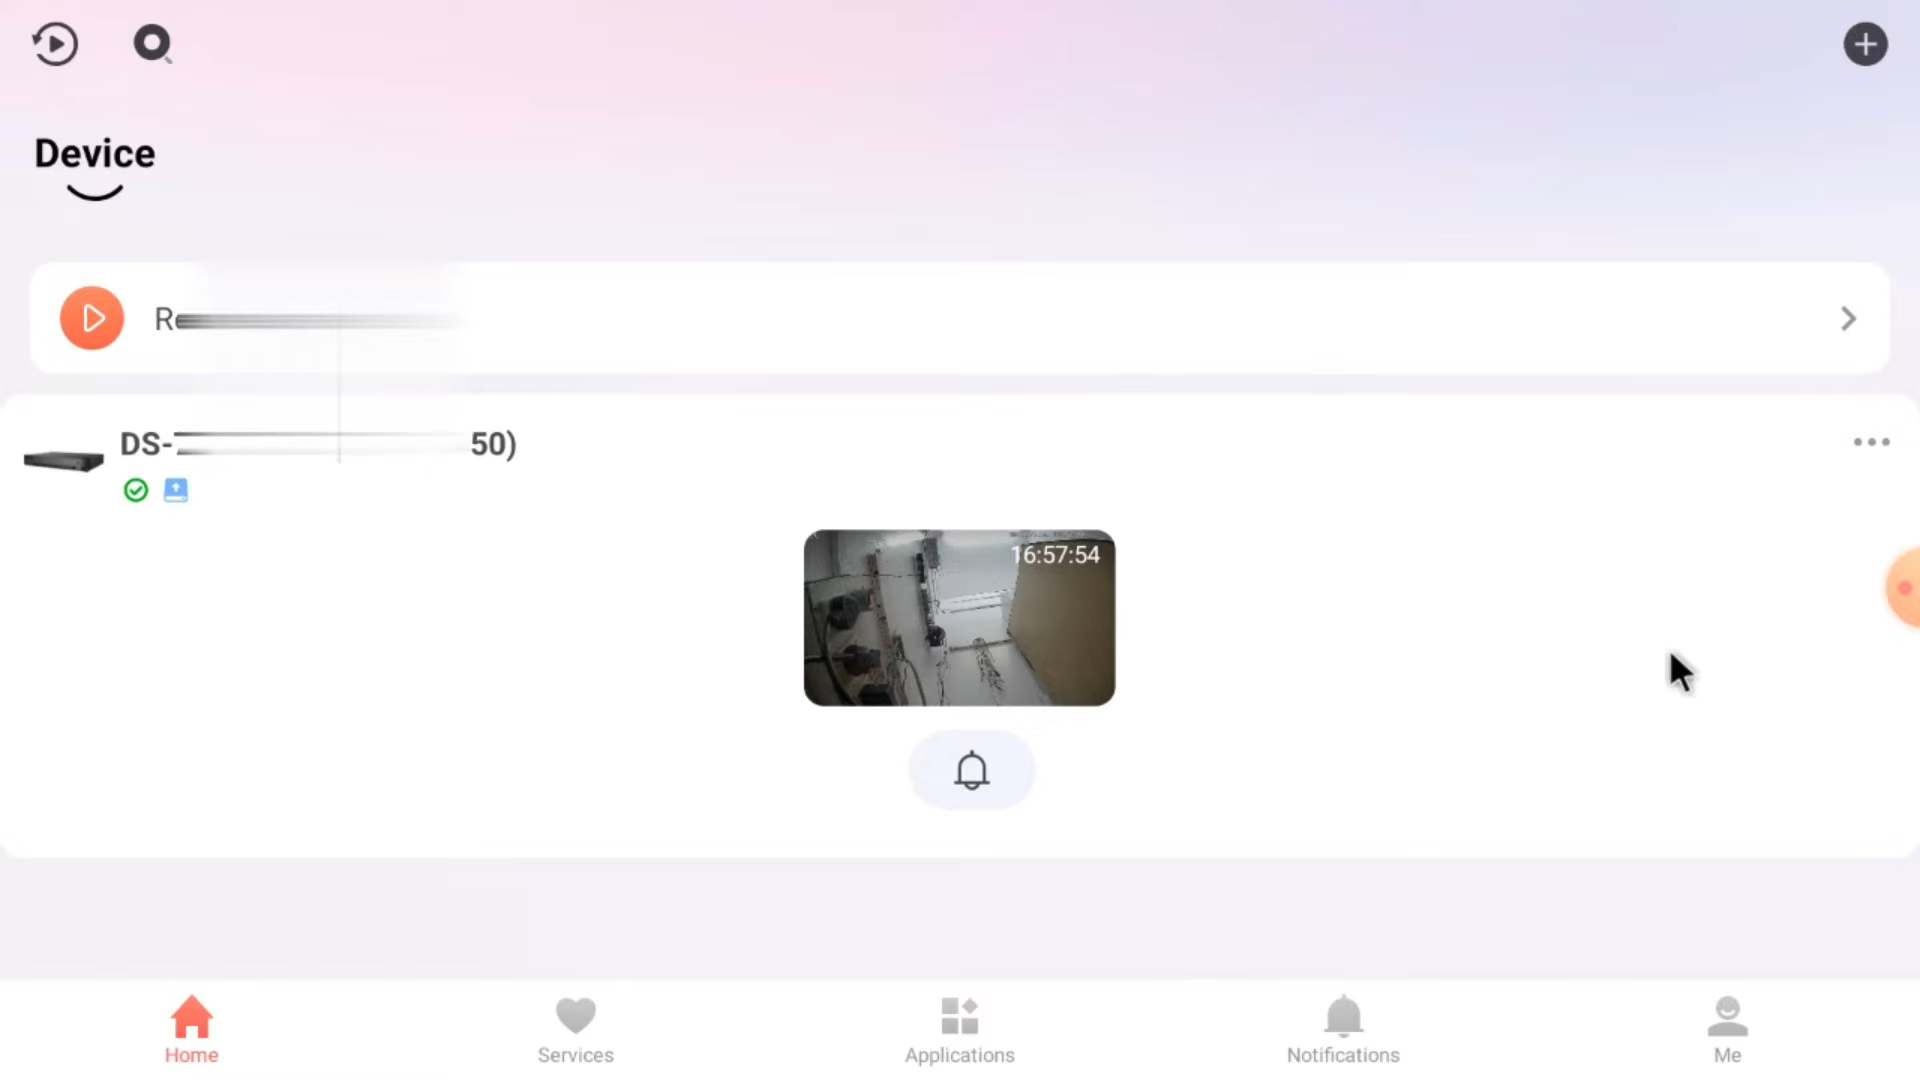 Device
DS- 50)
16:57:54
Home
Services
Applications
Notifications
Me